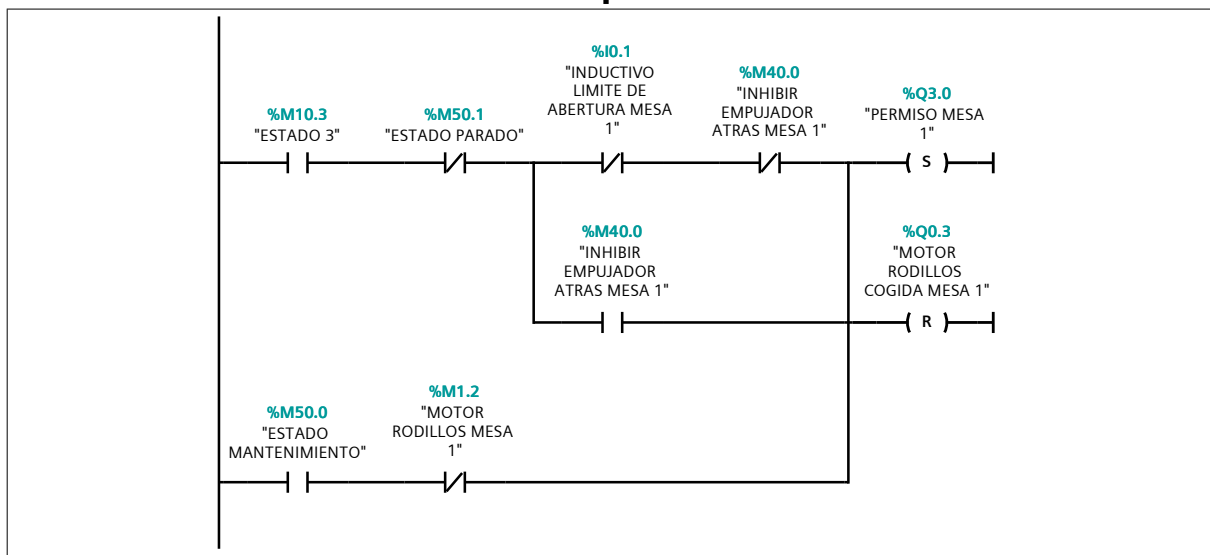 %I0.1
"INDUCTIVO
LIMITE DE
ABERTURA MESA
1"
%M40.0
"INHIBIR
EMPUJADOR
ATRAS MESA 1"
%M10.3
"ESTADO 3"
%M50.1
"ESTADO PARADO"
%Q3.0
"PERMISO MESA
1"
S
%M40.0
"INHIBIR
EMPUJADOR
ATRAS MESA 1"
%Q0.3
"MOTOR
RODILLOS
COGIDA MESA 1"
R
%M50.0
"ESTADO
MANTENIMIENTO"
%M1.2
"MOTOR
RODILLOS MESA
1"